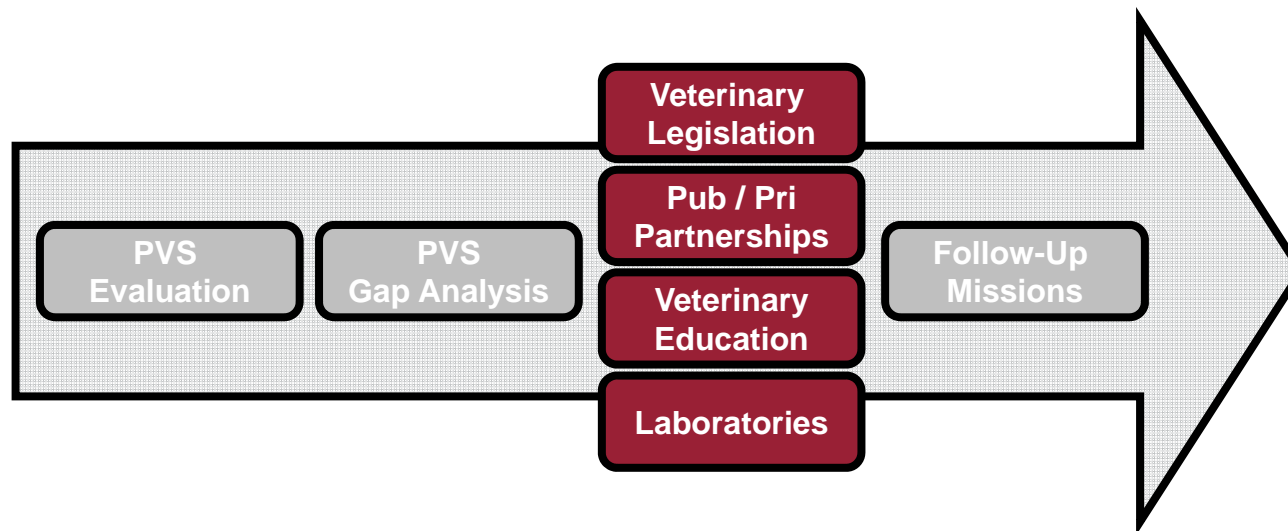 PVS
Evaluation
PVS
Gap Analysis
Veterinary
Legislation
Pub / Pri
Partnerships
Veterinary
Education
Laboratories
Follow-Up
Missions